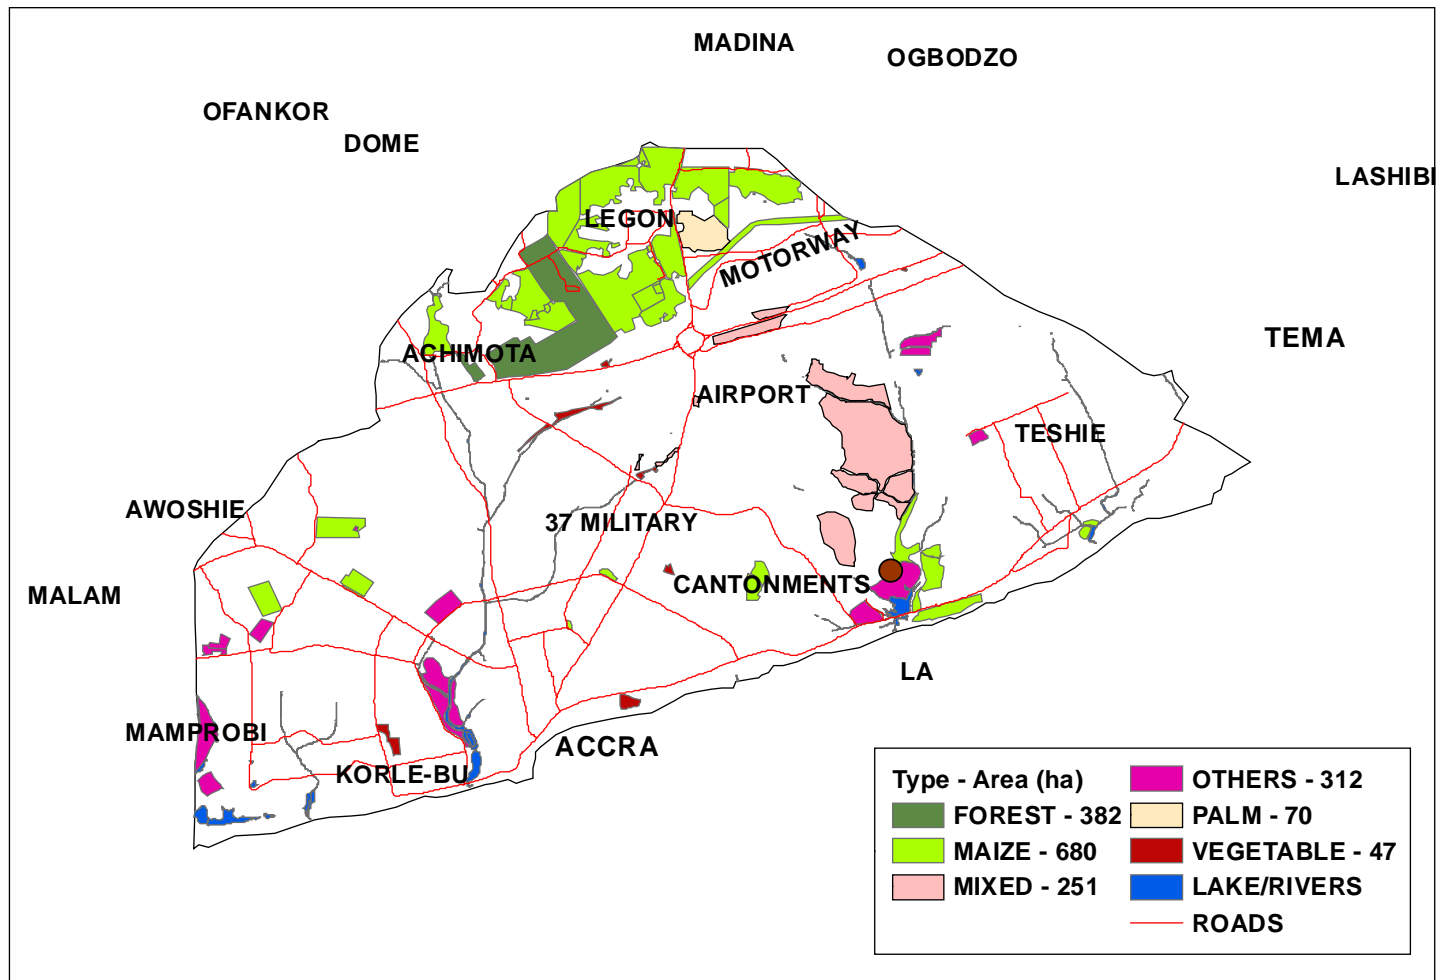 MADINA
OGBODZO
OFANKOR
DOME
LASHIBI
LEGON
MOTORWAY
TEMA
ACHIMOTA
AIRPORT
TESHIE
AWOSHIE
37 MILITARY
CANTONMENTS
MALAM
LA
MAMPROBI
ACCRA
KORLE-BU
Type - Area (ha)
FOREST - 382
MAIZE - 680
MIXED - 251
OTHERS - 312
PALM - 70
VEGETABLE - 47
LAKE/RIVERS
ROADS